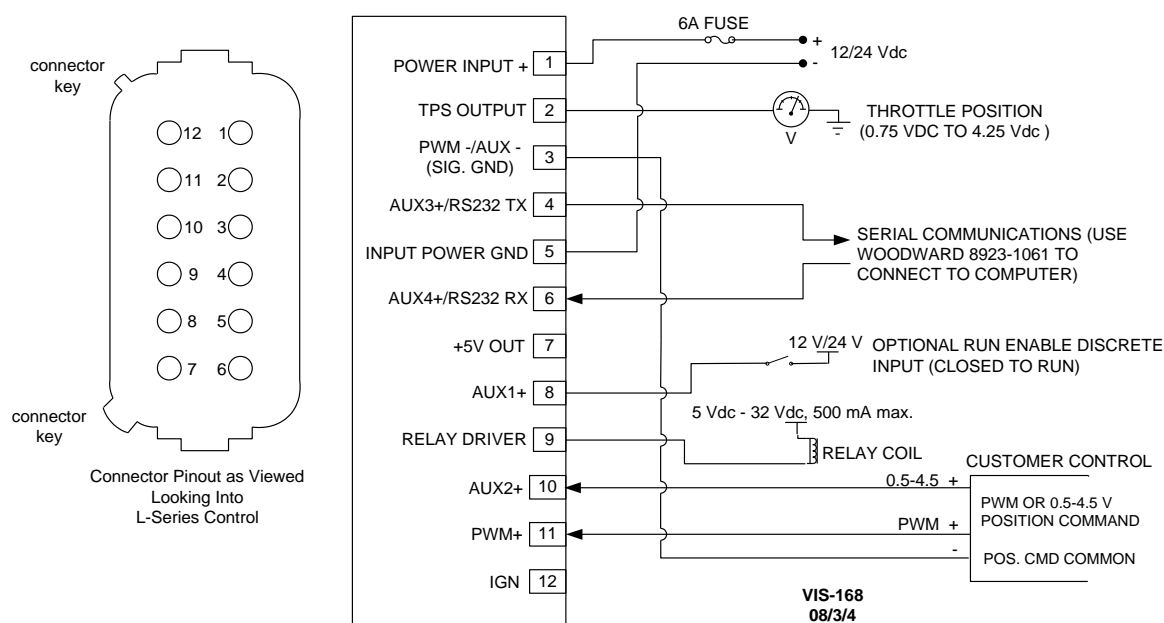 connector
key
12 1
11 2
10 3
9 4
8 5
7 6
connector
key
Connector Pinout as Viewed
Looking Into
L-Series Control
POWER INPUT + 1
TPS OUTPUT 2
PWM -/AUX -
(SIG. GND) 3
AUX3+/RS232 TX 4
INPUT POWER GND 5
AUX4+/RS232 RX 6
+5V OUT 7
AUX1+ 8
RELAY DRIVER 9
AUX2+ 10
PWM+ 11
IGN 12
6A FUSE
+
12/24 Vdc
-
V
THROTTLE POSITION
(0.75 VDC TO 4.25 Vdc )
SERIAL COMMUNICATIONS (USE
WOODWARD 8923-1061 TO
CONNECT TO COMPUTER)
12 V/24 V
OPTIONAL RUN ENABLE DISCRETE
INPUT (CLOSED TO RUN)
5 Vdc - 32 Vdc, 500 mA max.
RELAY COIL
CUSTOMER CONTROL
0.5-4.5 +
PWM OR 0.5-4.5 V
POSITION COMMAND
PWM +
-
POS. CMD COMMON
VIS-168
08/3/4